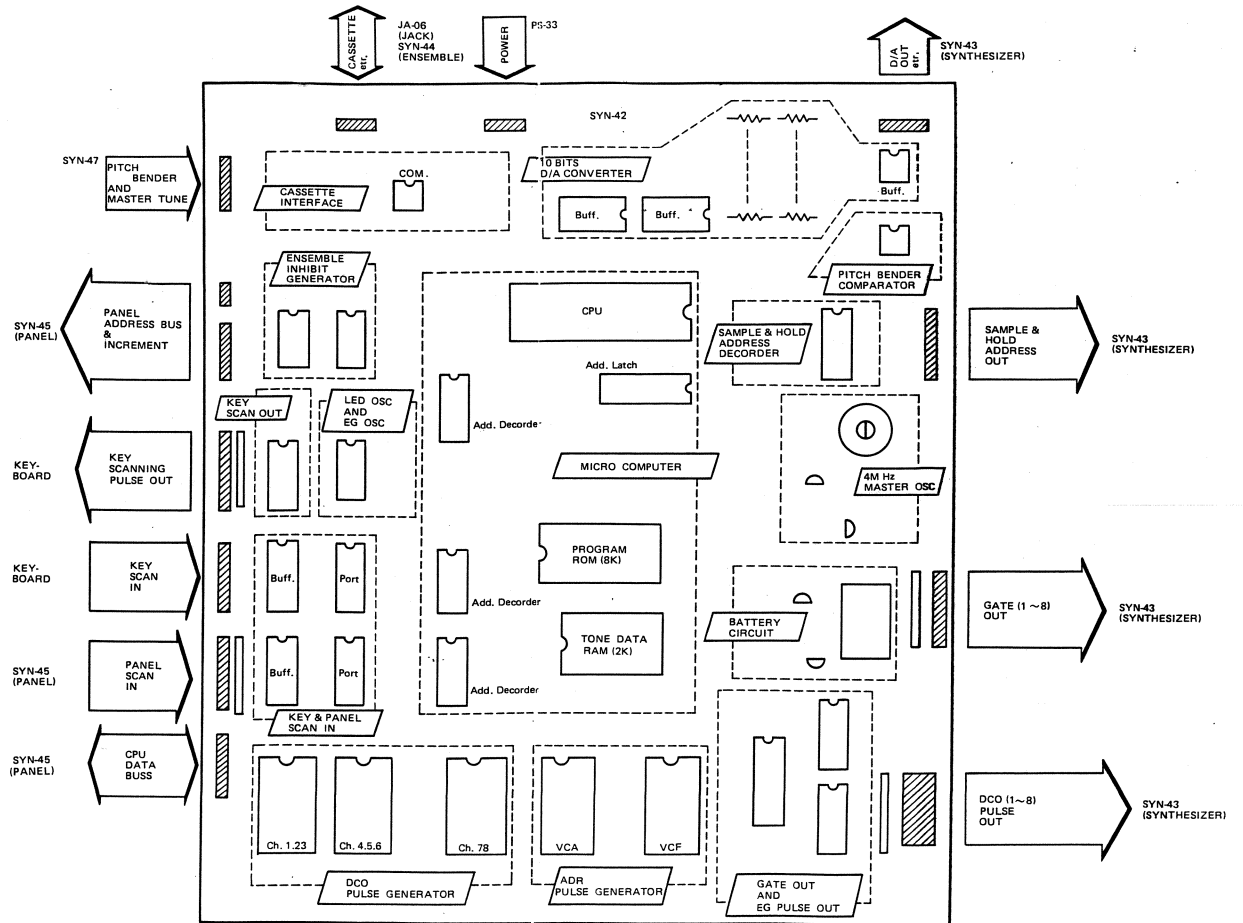 CASSETTE
etr.
JA-06
(JACK)
SYN-44
(ENSEMBLE)
POWER
PS-33
D/A
OUT
etr.
SYN-43
(SYNTHESIZER)
SYN-42
SYN-47
PITCH
BENDER
AND
MASTER TUNE
CASSETTE
INTERFACE
COM.
10 BITS
D/A CONVERTER
Buff.
Buff.
Buff.
PITCH BENDER
COMPARATOR
ENSEMBLE
INHIBIT
GENERATOR
SYN-45
(PANEL)
PANEL
ADDRESS BUS
&
INCREMENT
CPU
Add. Latch
Add. Decorder
SAMPLE & HOLD
ADDRESS
DECORDER
SAMPLE &
HOLD
ADDRESS
OUT
SYN-43
(SYNTHESIZER)
KEY
SCAN OUT
LED OSC
AND
EG OSC
KEY-
BOARD
KEY
SCANNING
PULSE OUT
MICRO COMPUTER
4M Hz
MASTER OSC
KEY-
BOARD
KEY
SCAN
IN
Buff.
Port
PROGRAM
ROM (8K)
Add. Decorder
TONE DATA
RAM (2K)
BATTERY
CIRCUIT
GATE (1 ~8)
OUT
SYN-43
(SYNTHESIZER)
SYN-45
(PANEL)
PANEL
SCAN
IN
Buff.
Port
Add. Decorder
KEY & PANEL
SCAN IN
SYN-45
(PANEL)
CPU
DATA
BUSS
Ch. 1.23
Ch. 4.5.6
Ch. 78
VCA
VCF
DCO
PULSE GENERATOR
ADR
PULSE GENERATOR
GATE OUT
AND
EG PULSE OUT
DCO (1~8)
PULSE
OUT
SYN-43
(SYNTHESIZER)